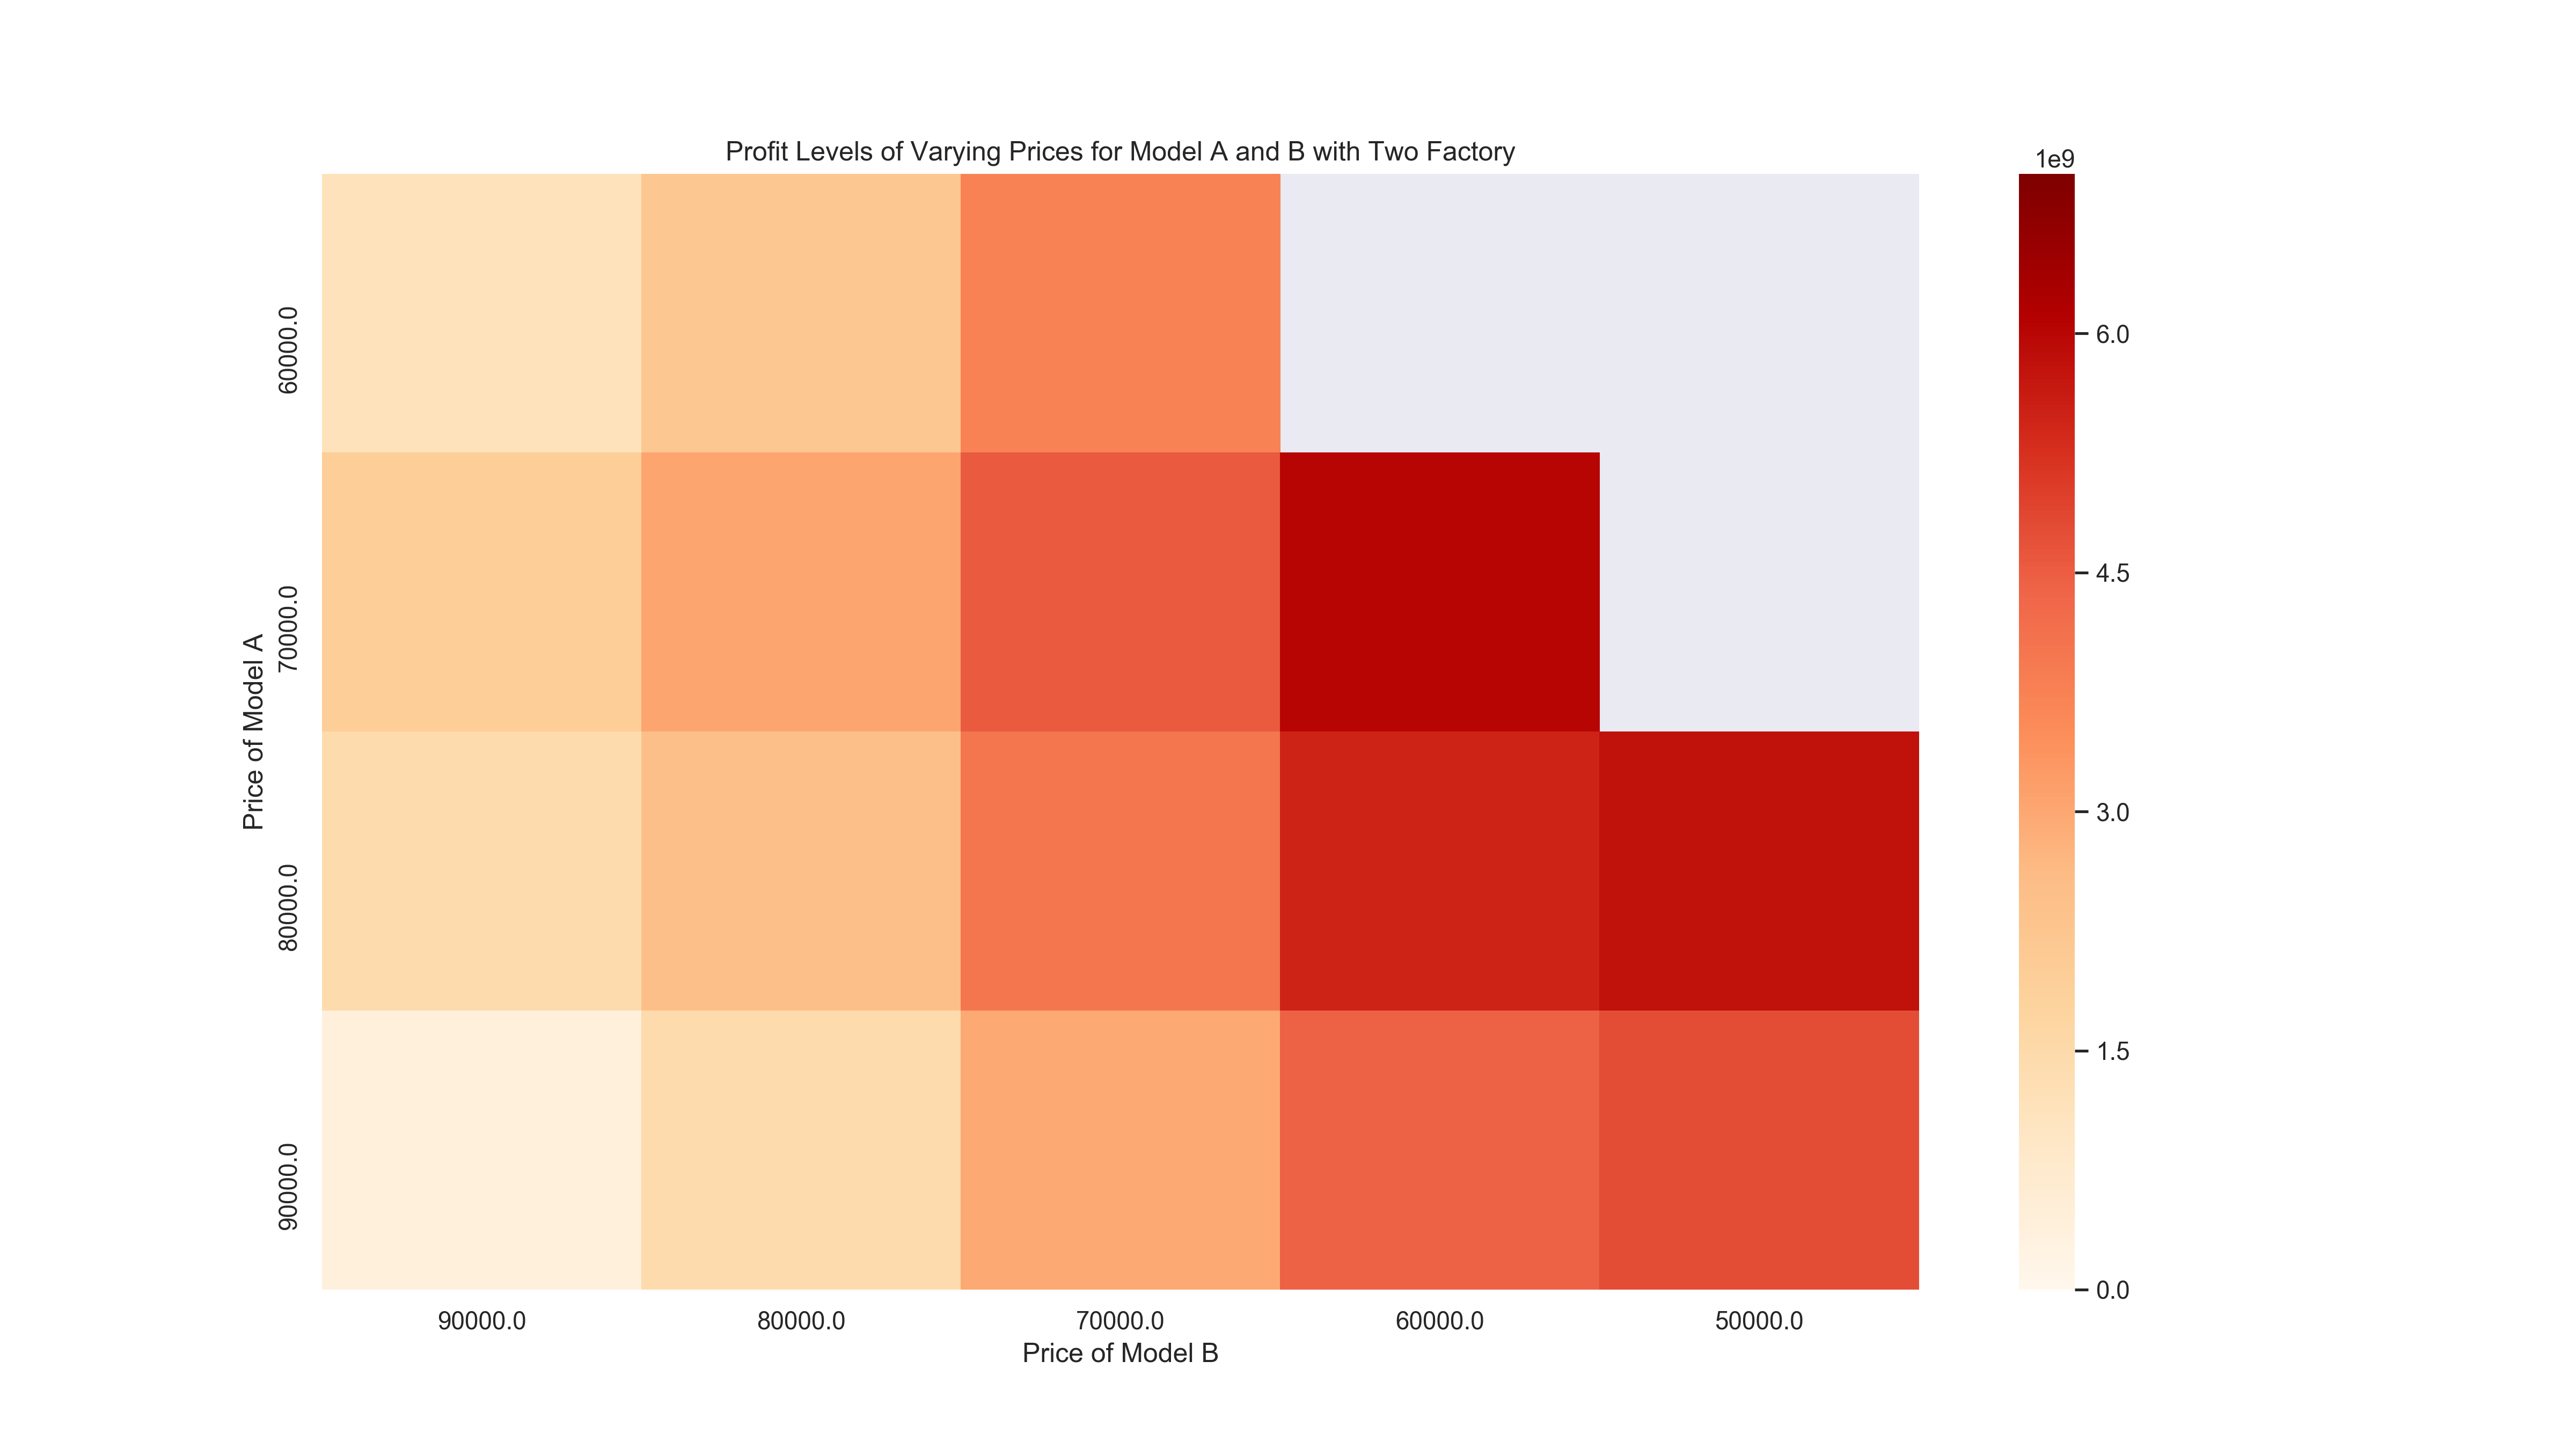 Profit Levels of Varying Prices for Model A and B with Two Factory
1e9
Price of Model A
60000.0
70000.0
80000.0
90000.0
6.0
4.5
3.0
1.5
0.0
90000.0 80000.0 70000.0 60000.0 50000.0
Price of Model B